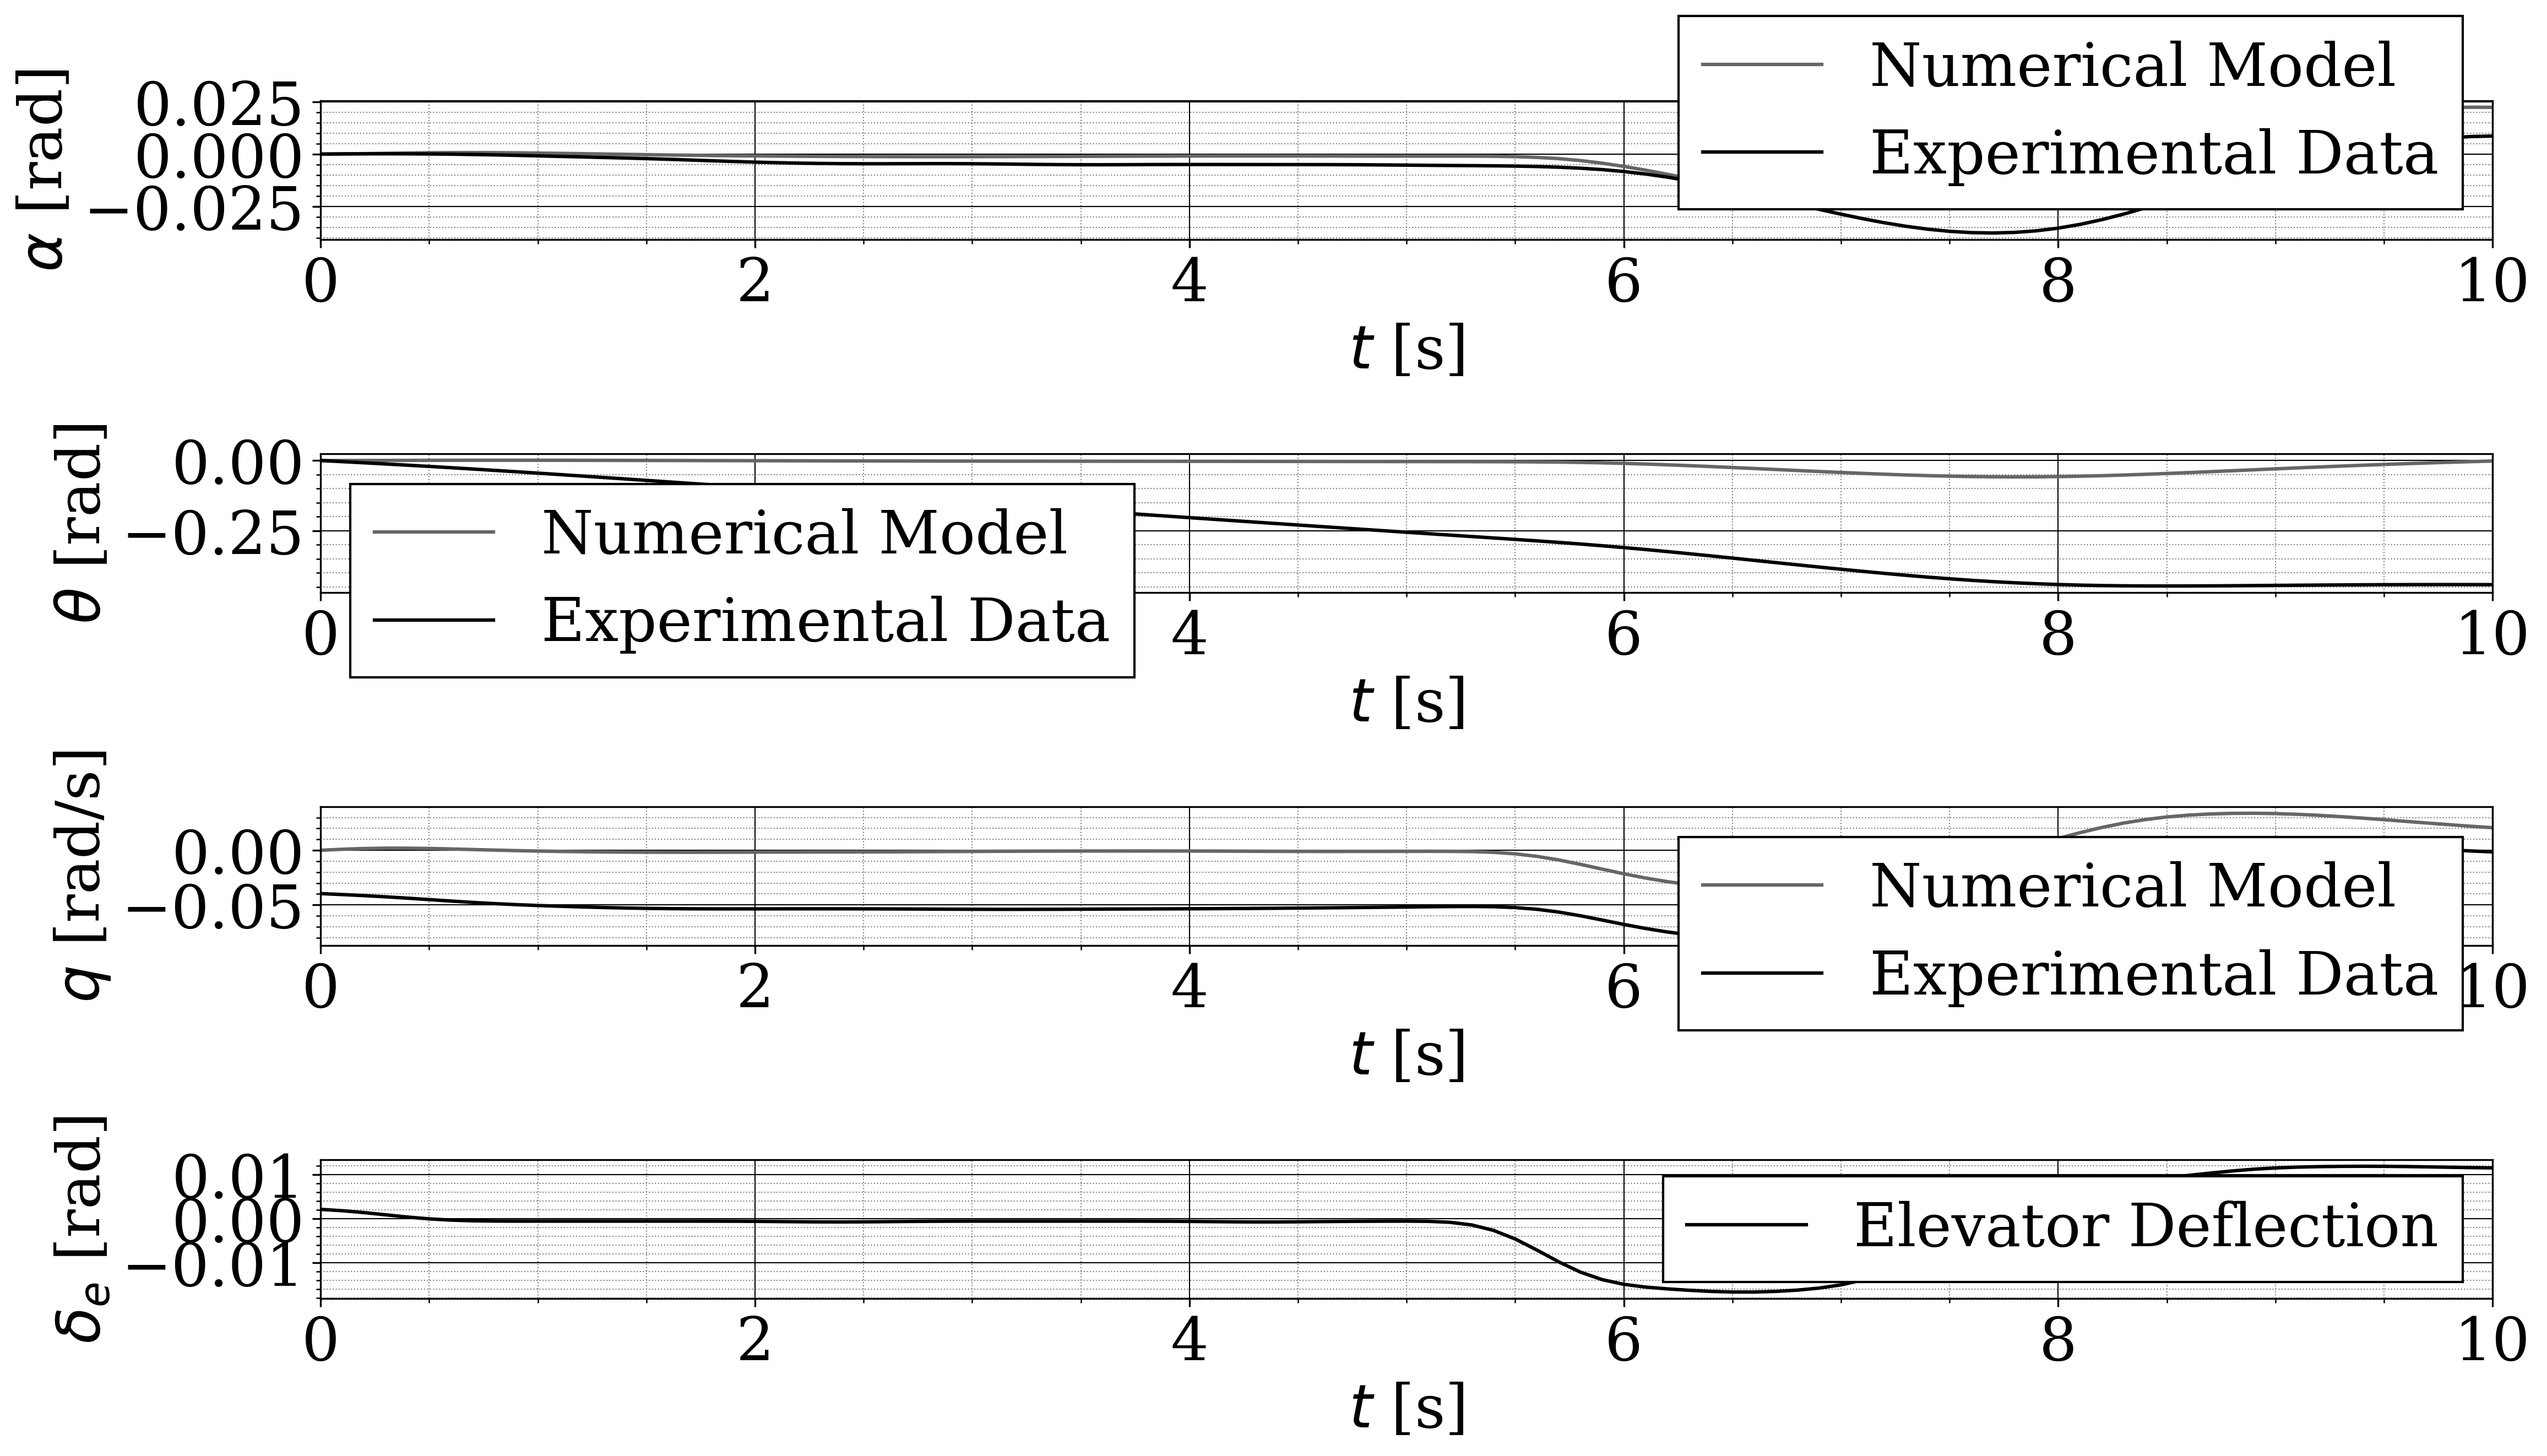 Numerical Model
Experimental Data
α [rad]
0.025
0.000
−0.025
0 2 4 6 8 10
t [s]
θ [rad]
0.00
−0.25
Numerical Model
Experimental Data
0 4 6 8 10
t [s]
q [rad/s]
0.00
−0.05
Numerical Model
Experimental Data
0 2 4 6 10
t [s]
δe [rad]
0.01
0.00
−0.01
Elevator Deflection
0 2 4 6 8 10
t [s]